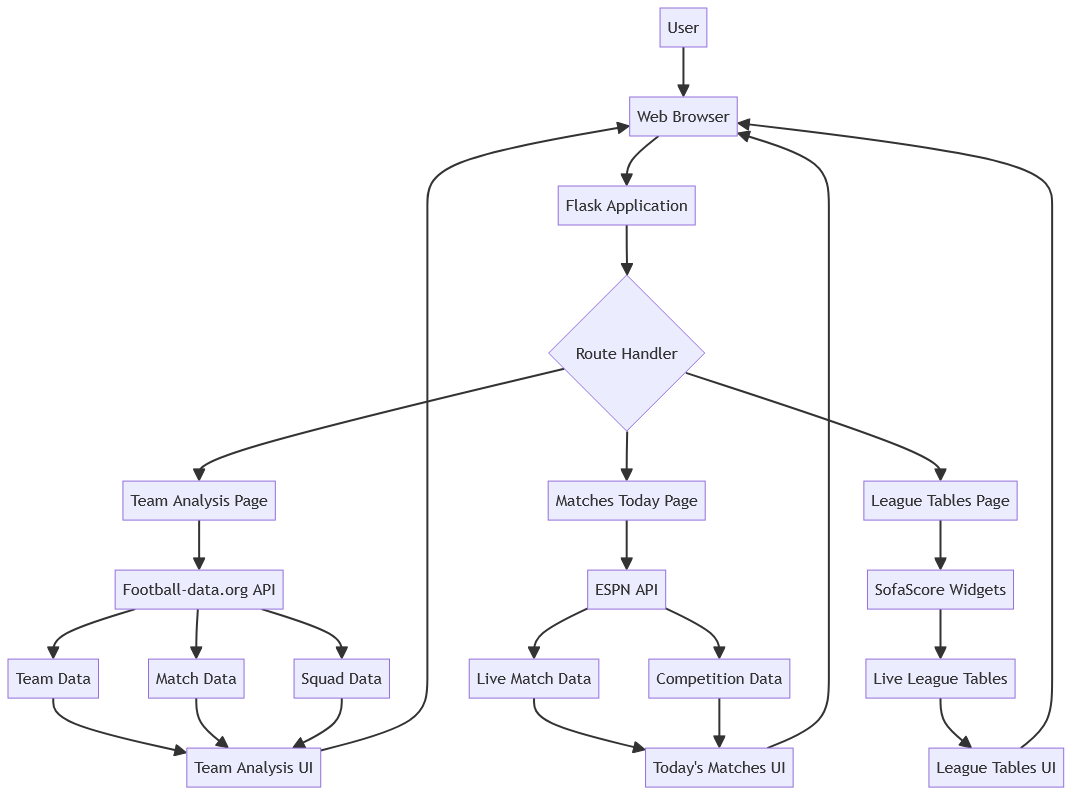 User
Web Browser
Flask Application
Route Handler
Team Analysis Page
Matches Today Page
League Tables Page
Football-data.org API
ESPN API
SofaScore Widgets
Team Data
Match Data
Squad Data
Live Match Data
Competition Data
Live League Tables
Team Analysis UI
Today's Matches UI
League Tables UI